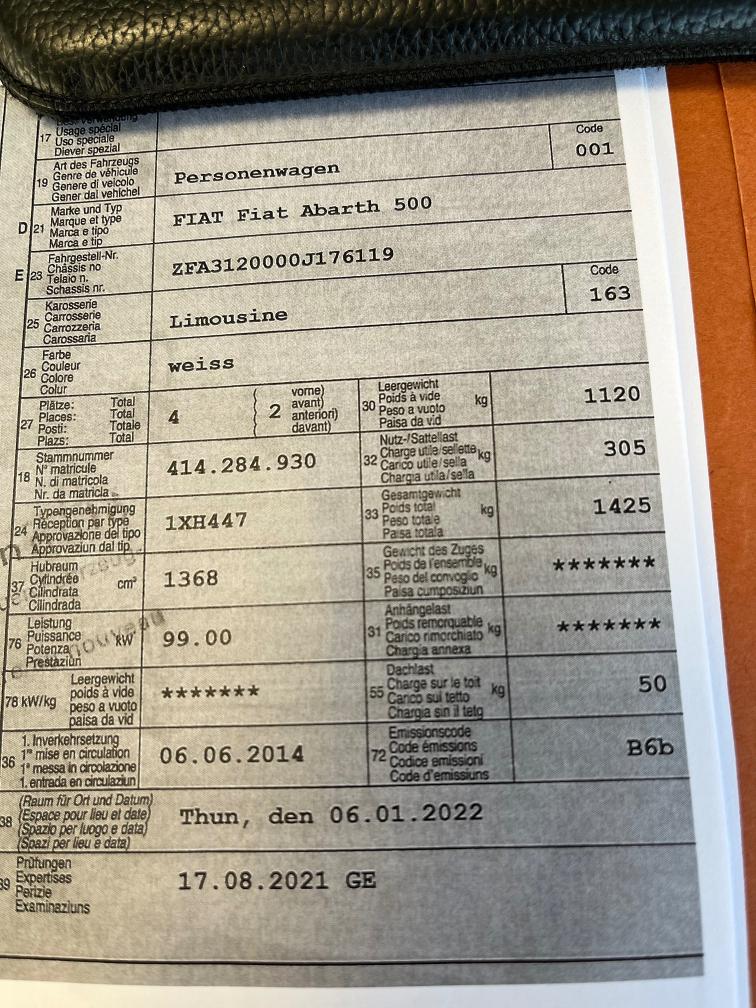 17 Usage spécial
Uso speciale
Diever spezial
19 Art des Fahrzeugs
Genre de véhicule
Genere di veicolo
Gener dal vehichel
Personenwagen
Code
001
D 21 Marke und Typ
Marque et type
Marca e tipo
Marca e tip
FIAT Fiat Abarth 500
E 23 Fahrgestell-Nr.
Châssis no
Telaio n.
Schassis nr.
ZFA3120000J176119
25 Karosserie
Carrosserie
Carrozzeria
Carossaria
Limousine
Code
163
26 Farbe
Couleur
Colore
Colur
weiss
27 Plätze: Total
Places: Total
Posti: Totale
Plazs: Total
4
2
vorne)
avant)
anteriori)
davant)
30 Leergewicht
Poids à vide
Peso a vuoto
Paisa da vid
kg
1120
18 Stammnummer
N° matricule
N. di matricola
Nr. da matricla
414.284.930
32 Nutz-/Sattellast
Charge utile/sellette
Carico utile/sella
Chargia utila/sella
kg
305
24 Typengenehmigung
Réception par type
Approvazione del tipo
Approvaziun dal tip
1XH447
33 Gesamtgewicht
Poids total
Peso totale
Paisa totala
kg
1425
37 Hubraum
Cylindrée
Cilindrata
Cilindrada
cm³
1368
35 Gewicht des Zuges
Poids de l'ensemble
Peso del convoglio
Paisa cumposiziun
kg
*******
76 Leistung
Puissance
Potenza
Prestaziun
kW
99.00
nouveau
31 Anhängelast
Poids remorquable
Carico rimorchiato
Chargia annexa
kg
*******
78 kW/kg Leergewicht
poids à vide
peso a vuoto
paisa da vid
*******
55 Dachlast
Charge sur le toit
Carico sul tetto
Chargia sin il tetg
kg
50
36 1. Inverkehrsetzung
1re mise en circulation
1a messa in circolazione
1. entrada en circulaziun
06.06.2014
72 Emissionscode
Code émissions
Codice emissioni
Code d'emissiuns
B6b
38 (Raum für Ort und Datum)
(Espace pour lieu et date)
(Spazio per luogo e data)
(Spazi per lieu e data)
Thun, den 06.01.2022
39 Prüfungen
Expertises
Perizie
Examinaziuns
17.08.2021 GE